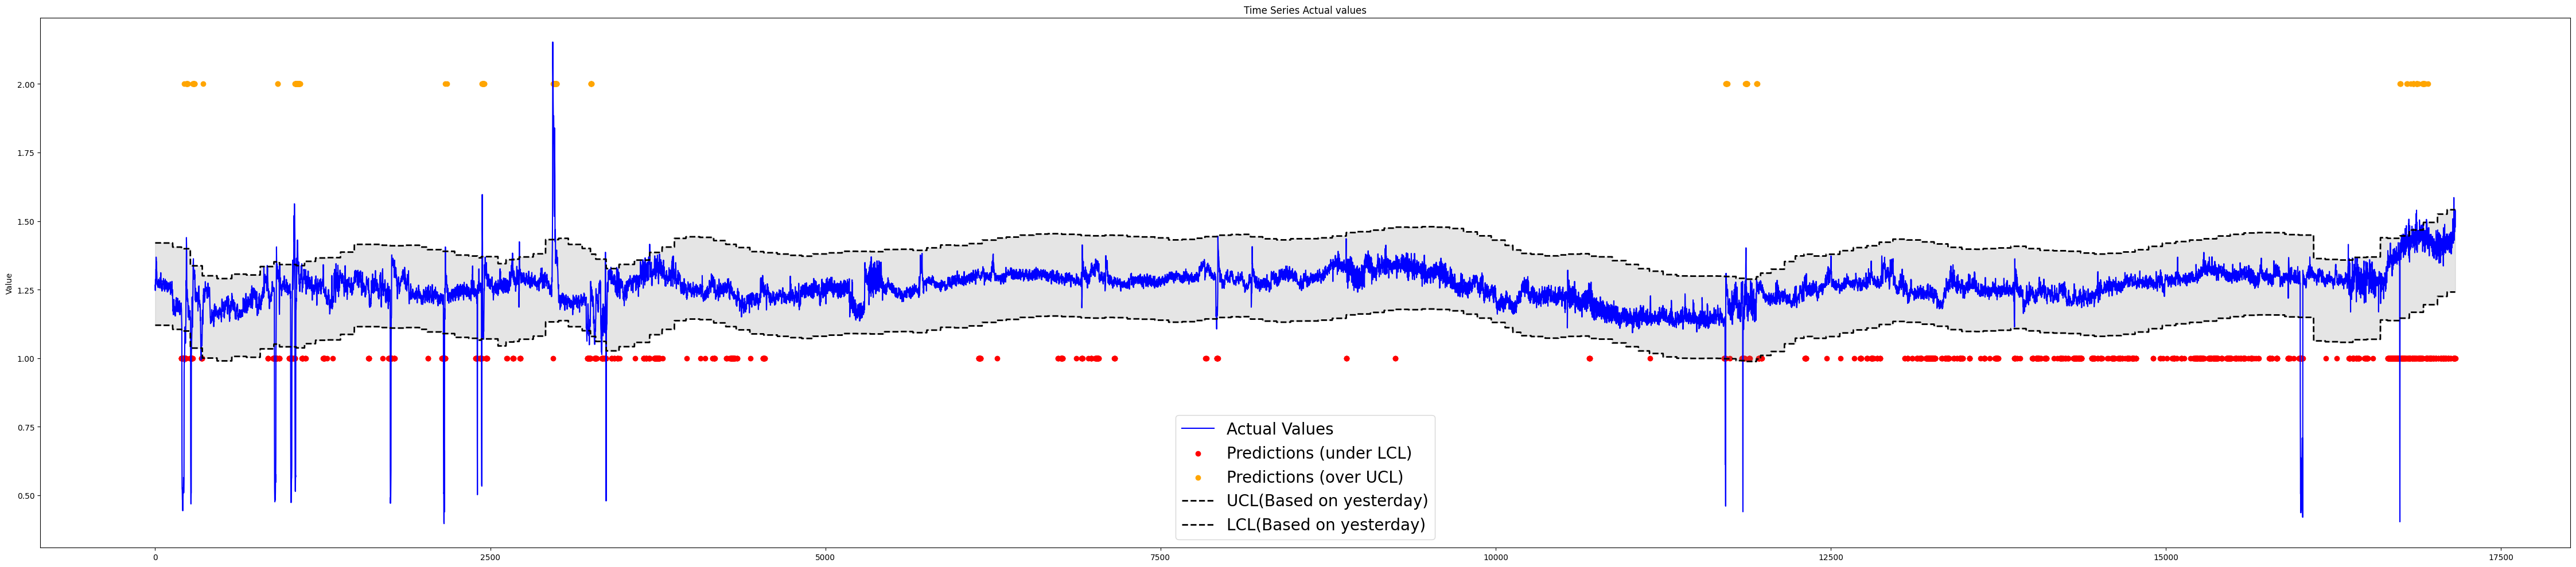 Time Series Actual values
Value
2.00
1.75
1.50
1.25
1.00
0.75
0.50
Actual Values
Predictions (under LCL)
Predictions (over UCL)
UCL(Based on yesterday)
LCL(Based on yesterday)
0 2500 5000 7500 10000 12500 15000 17500